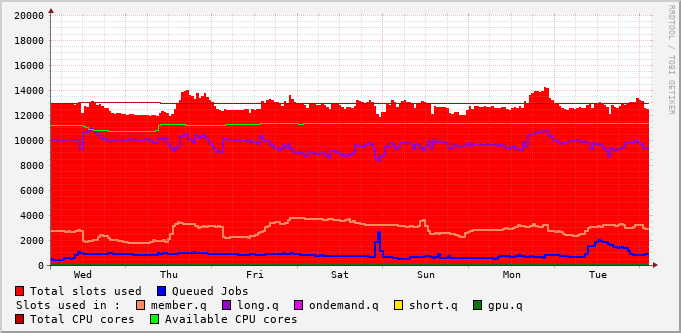 20000
18000
16000
14000
12000
10000
8000
6000
4000
2000
0
Wed Thu Fri Sat Sun Mon Tue
RRDTOOL / TOBI OETIKER
Total slots used Queued Jobs
Slots used in : member.q long.q ondemand.q short.q gpu.q
Total CPU cores Available CPU cores